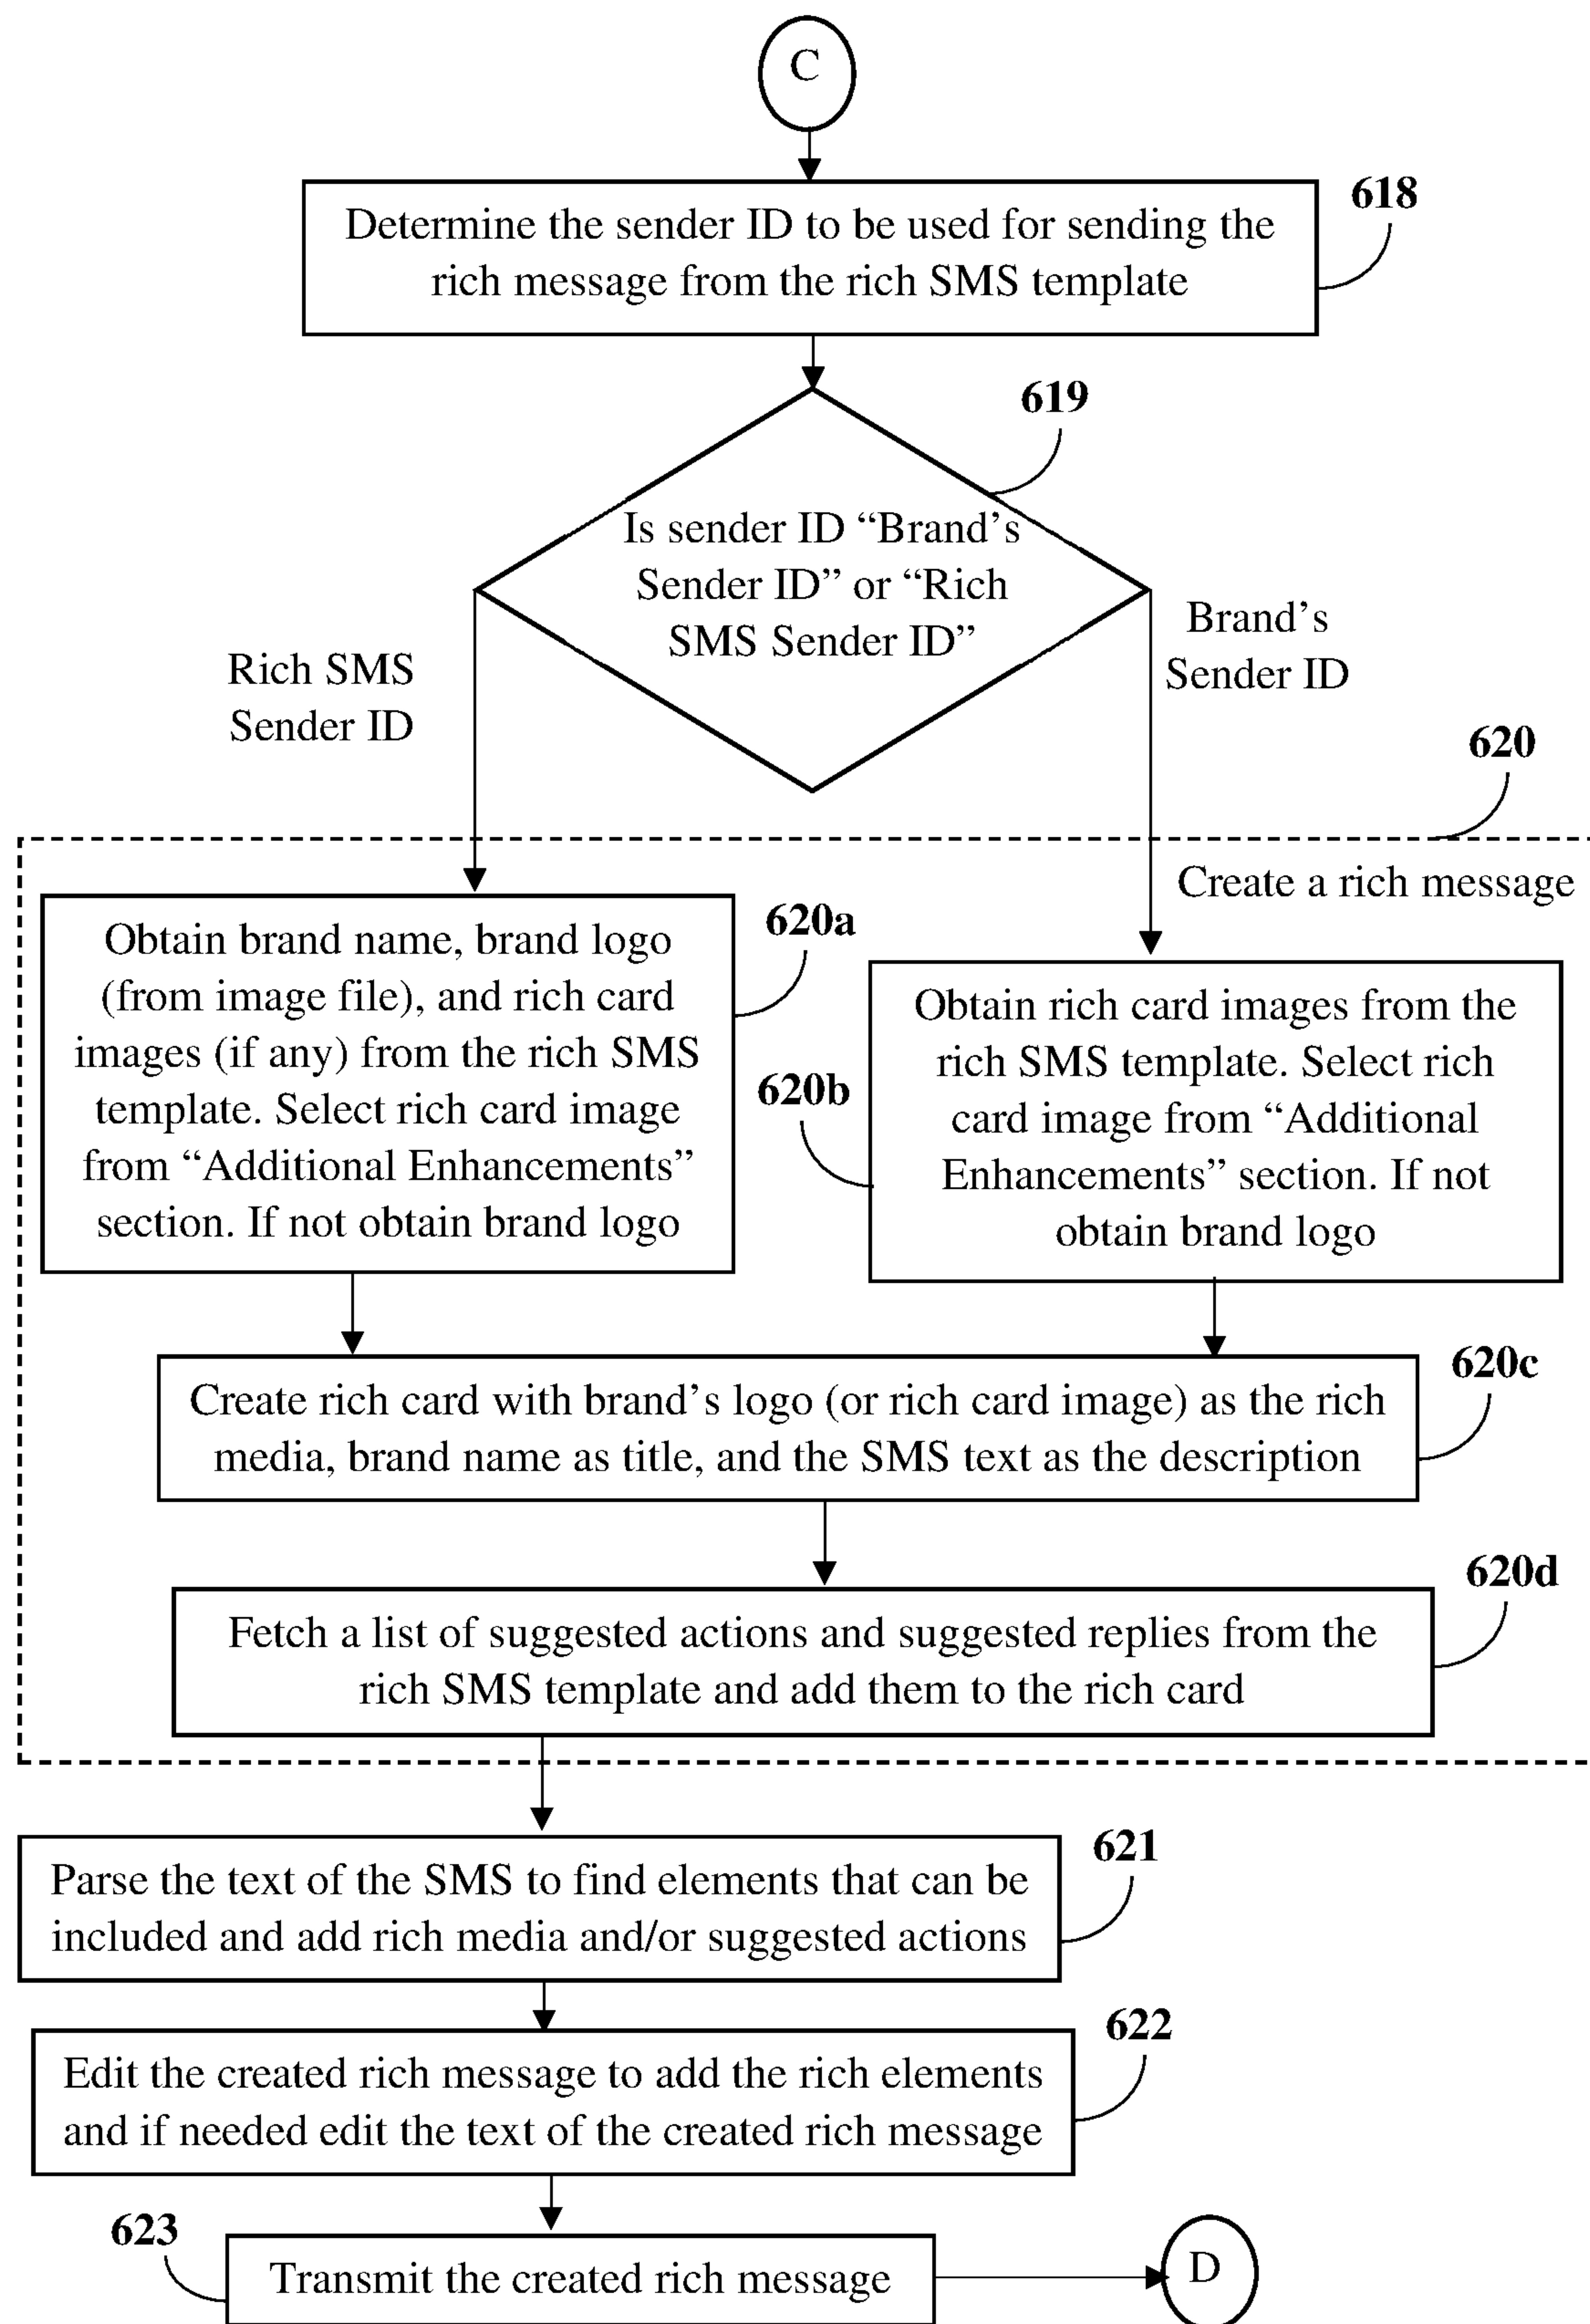 C
Determine the sender ID to be used for sending the
rich message from the rich SMS template
618
619
Is sender ID “Brand’s
Sender ID” or “Rich
SMS Sender ID”
Rich SMS
Sender ID
Brand’s
Sender ID
620
Create a rich message
Obtain brand name, brand logo
(from image file), and rich card
images (if any) from the rich SMS
template. Select rich card image
from “Additional Enhancements”
section. If not obtain brand logo
620a
620b
Obtain rich card images from the
rich SMS template. Select rich
card image from “Additional
Enhancements” section. If not
obtain brand logo
Create rich card with brand’s logo (or rich card image) as the rich
media, brand name as title, and the SMS text as the description
620c
Fetch a list of suggested actions and suggested replies from the
rich SMS template and add them to the rich card
620d
Parse the text of the SMS to find elements that can be
included and add rich media and/or suggested actions
621
Edit the created rich message to add the rich elements
and if needed edit the text of the created rich message
622
623
Transmit the created rich message
D